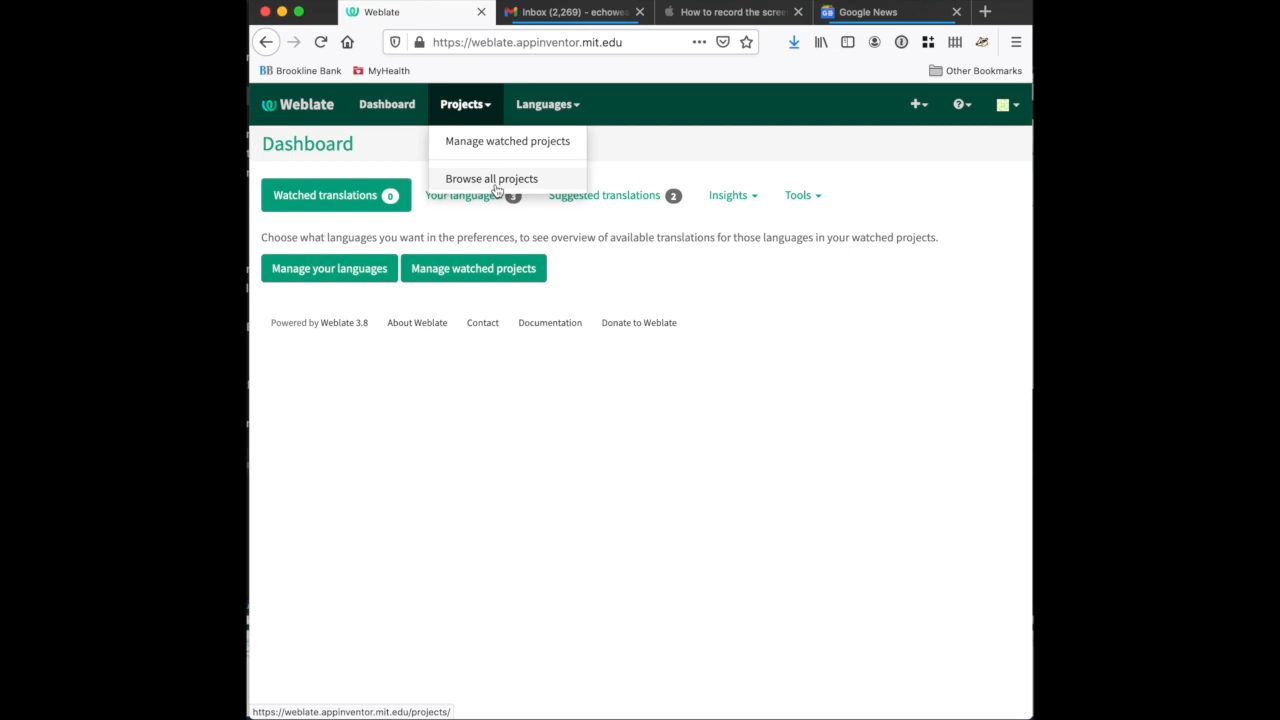 Weblate
Inbox (2,269) - echowe
How to record the scree
Google News
https://weblate.appinventor.mit.edu
Brookline Bank
MyHealth
Other Bookmarks
Weblate
Dashboard
Projects
Languages
Manage watched projects
Browse all projects
Dashboard
Watched translations 0
Your languages 3
Suggested translations 2
Insights
Tools
Choose what languages you want in the preferences, to see overview of available translations for those languages in your watched projects.
Manage your languages
Manage watched projects
Powered by Weblate 3.8
About Weblate
Contact
Documentation
Donate to Weblate
https://weblate.appinventor.mit.edu/projects/